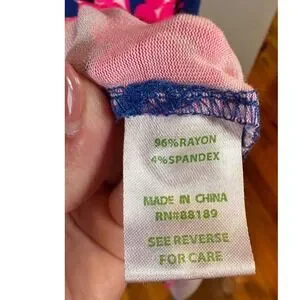 96%RAYON
4%SPANDEX
MADE IN CHINA
RN#88189
SEE REVERSE
FOR CARE